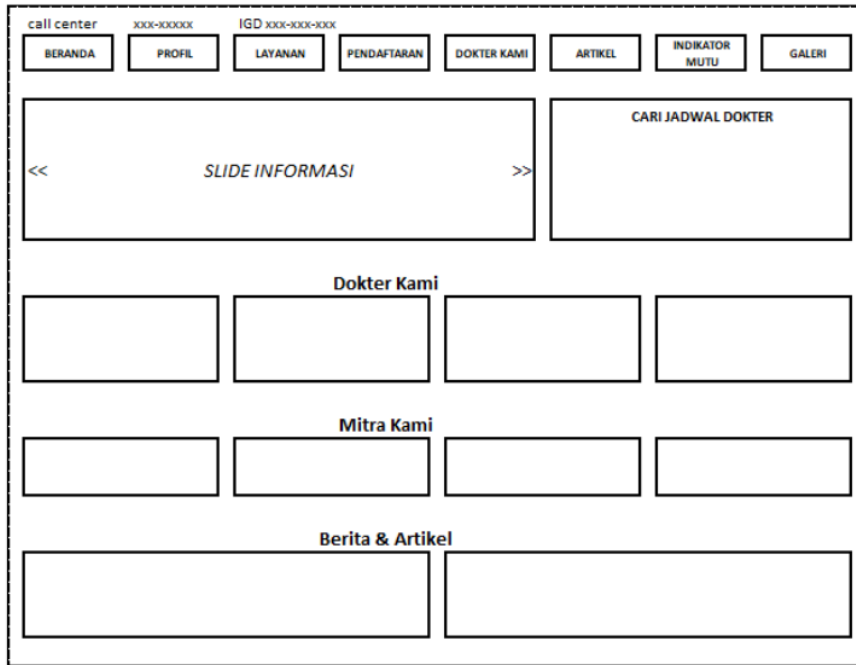 call center xxx-xxxxx IGD xxx-xxx-xxx
BERANDA PROFIL LAYANAN PENDAFTARAN DOKTER KAMI ARTIKEL INDIKATOR MUTU GALERI
CARI JADWAL DOKTER
<< SLIDE INFORMASI >>
Dokter Kami
Mitra Kami
Berita & Artikel